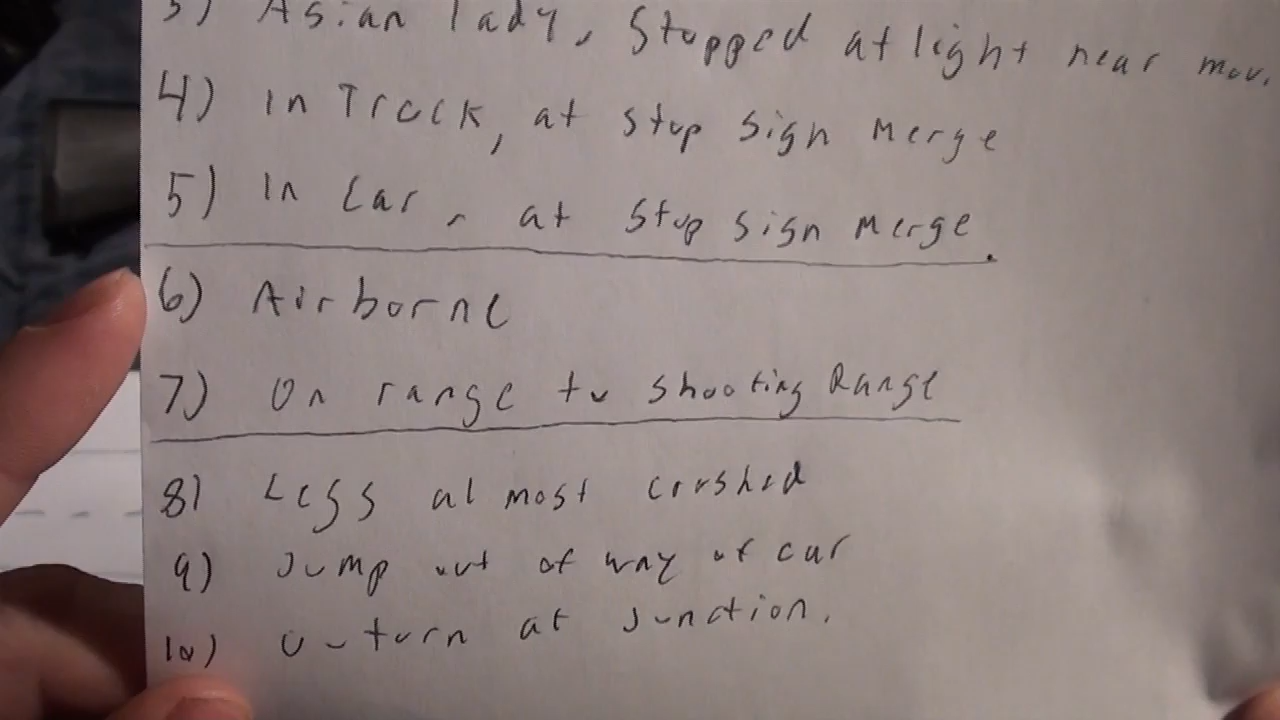 3) Asian lady, Stopped at light near mov.
4) in Truck, at stop sign merge
5) in Car, at stop sign merge.
6) Airborne
7) On range to shooting Range
8) Legs almost crushed
9) Jump out of way of car
10) U-turn at Junction.